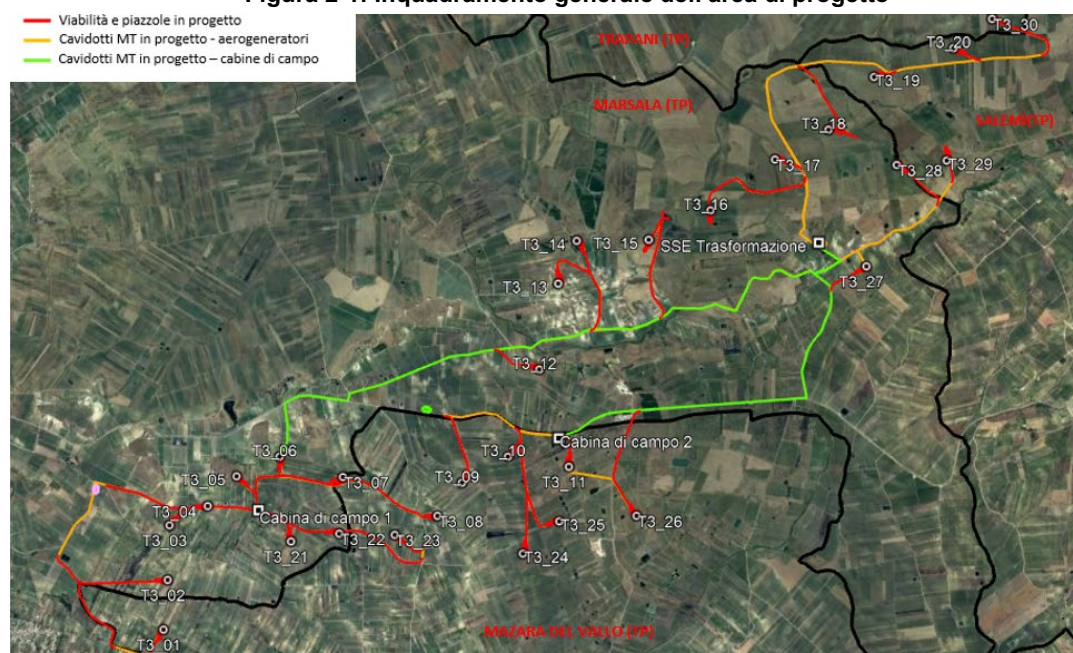 Figura 2-1: Inquadramento generale dell'area di progetto
Viabilità e piazzole in progetto
Cavidotti MT in progetto - aerogeneratori
Cavidotti MT in progetto – cabine di campo
TRAPANI (TP)
T3_30
T3_20
T3_19
MARSALA (TP)
SALEMI(TP)
T3_18
T3_17
T3_28
T3_29
T3_16
T3_14
T3_15
SSE Trasformazione
T3_13
T3_27
T3_12
Cabina di campo 2
T3_06
T3_10
T3_05
T3_07
T3_09
T3_11
T3_04
Cabina di campo 1
T3_08
T3_25
T3_26
T3_03
T3_22
T3_23
T3_21
T3_24
T3_02
T3_01
MAZARA DEL VALLO (TP)